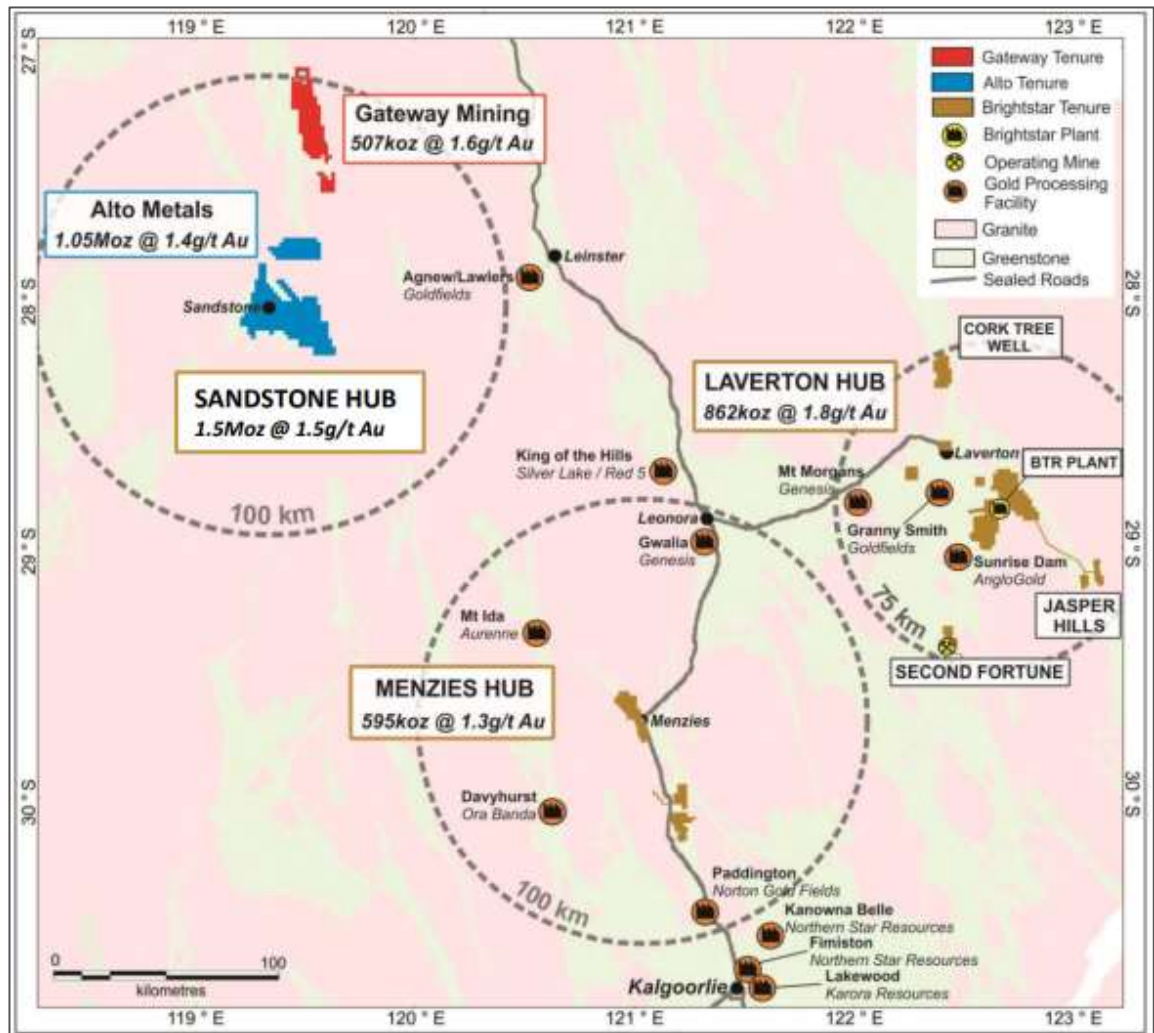 119 ° E
120 ° E
121 ° E
122 ° E
123 ° E
27° S
28° S
29° S
30° S
28° S
29° S
30° S
Gateway Tenure
Alto Tenure
Brightstar Tenure
Brightstar Plant
Operating Mine
Gold Processing
Facility
Granite
Greenstone
Sealed Roads
Gateway Mining
507koz @ 1.6g/t Au
Alto Metals
1.05Moz @ 1.4g/t Au
Sandstone
SANDSTONE HUB
1.5Moz @ 1.5g/t Au
100 km
Leinster
Agnew/Lawlers
Goldfields
CORK TREE
WELL
LAVERTON HUB
862koz @ 1.8g/t Au
King of the Hills
Silver Lake / Red 5
Mt Morgans
Genesis
Laverton
BTR PLANT
Leonora
Gwalia
Genesis
Granny Smith
Goldfields
Sunrise Dam
AngloGold
75 km
JASPER
HILLS
SECOND FORTUNE
Mt Ida
Aurenne
MENZIES HUB
595koz @ 1.3g/t Au
Menzies
Davyhurst
Ora Banda
100 km
Paddington
Norton Gold Fields
Kanowna Belle
Northern Star Resources
Fimiston
Northern Star Resources
Kalgoorlie
Lakewood
Karora Resources
0 100
kilometres
119 ° E
120 ° E
121 ° E
122 ° E
123 ° E